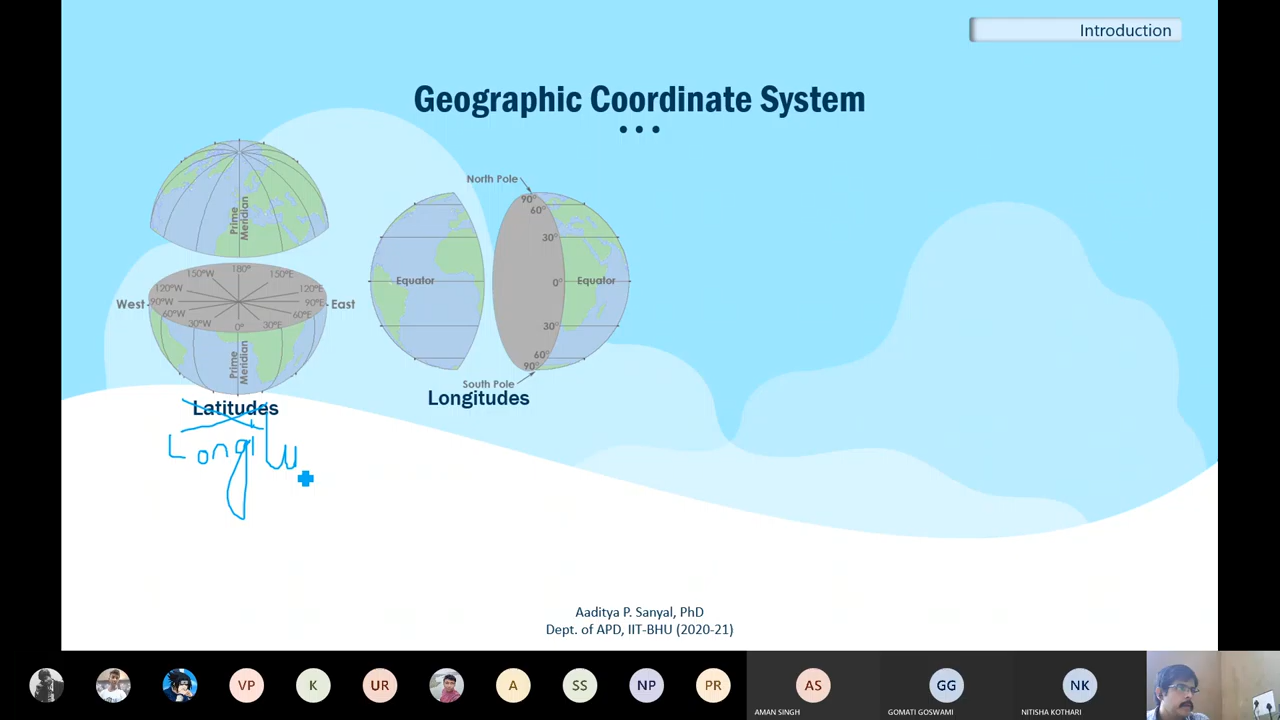 Introduction
Geographic Coordinate System
North Pole
90°
60°
30°
Equator
0°
Equator
30°
60°
90°
South Pole
Longitudes
Prime
Meridian
180°
150°W
150°E
120°W
120°E
West
90°W
90°E
East
60°W
60°E
30°W
0°
30°E
Prime
Meridian
Latitudes
Longitu
Aaditya P. Sanyal, PhD
Dept. of APD, IIT-BHU (2020-21)
VP
K
UR
A
SS
NP
PR
AS
GG
NK
AMAN SINGH
GOMATI GOSWAMI
NITISHA KOTHARI